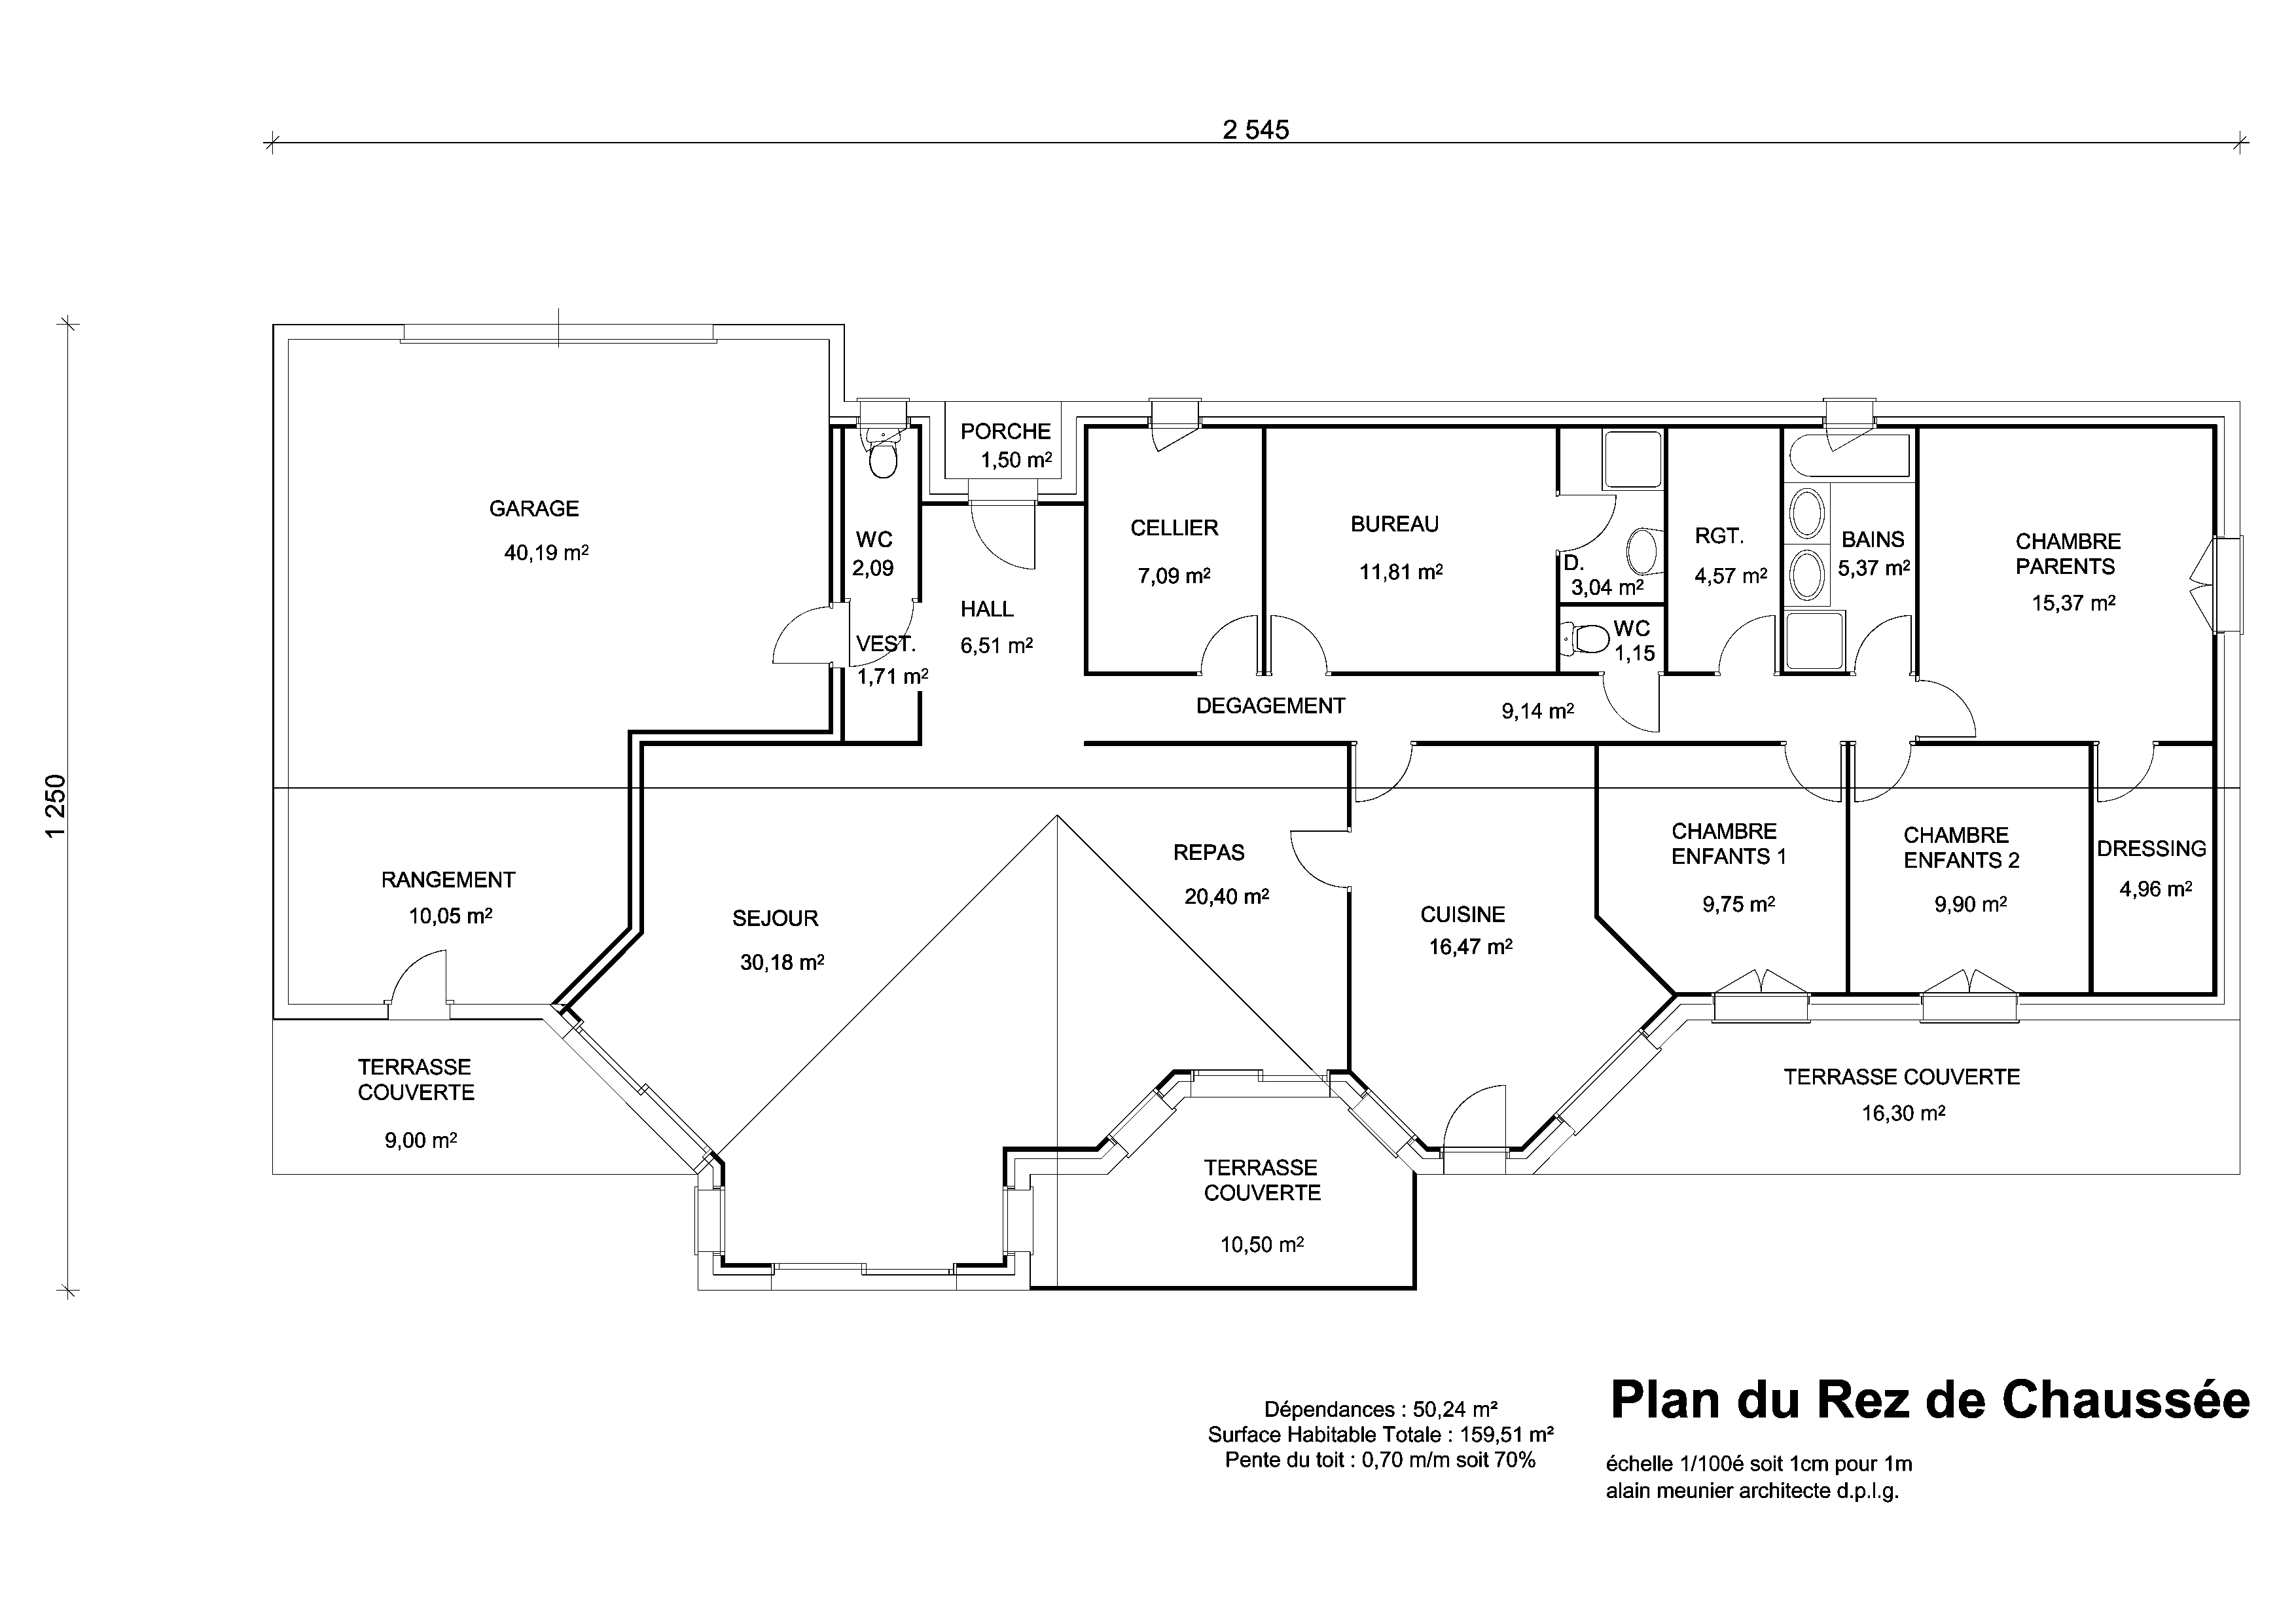 2 545
1 250
PORCHE
1,50 m²
GARAGE
40,19 m²
WC
2,09
VEST.
1,71 m²
HALL
6,51 m²
CELLIER
7,09 m²
BUREAU
11,81 m²
D.
3,04 m²
WC
1,15
RGT.
4,57 m²
BAINS
5,37 m²
CHAMBRE
PARENTS
15,37 m²
DEGAGEMENT
9,14 m²
RANGEMENT
10,05 m²
SEJOUR
30,18 m²
REPAS
20,40 m²
CUISINE
16,47 m²
CHAMBRE
ENFANTS 1
9,75 m²
CHAMBRE
ENFANTS 2
9,90 m²
DRESSING
4,96 m²
TERRASSE
COUVERTE
9,00 m²
TERRASSE
COUVERTE
10,50 m²
TERRASSE COUVERTE
16,30 m²
Dépendances : 50,24 m²
Surface Habitable Totale : 159,51 m²
Pente du toit : 0,70 m/m soit 70%
Plan du Rez de Chaussée
échelle 1/100é soit 1cm pour 1m
alain meunier architecte d.p.l.g.